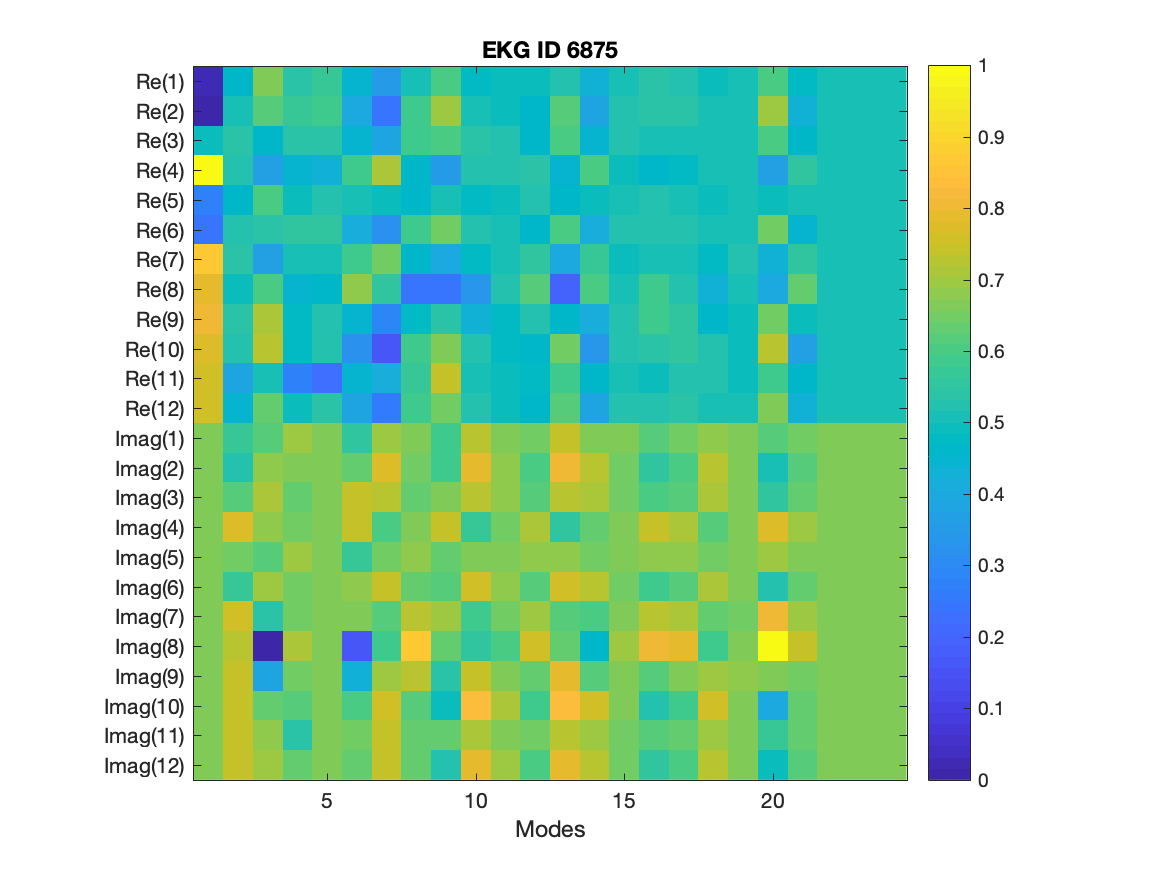 EKG ID 6875
Re(1)
Re(2)
Re(3)
Re(4)
Re(5)
Re(6)
Re(7)
Re(8)
Re(9)
Re(10)
Re(11)
Re(12)
Imag(1)
Imag(2)
Imag(3)
Imag(4)
Imag(5)
Imag(6)
Imag(7)
Imag(8)
Imag(9)
Imag(10)
Imag(11)
Imag(12)
5 10 15 20
Modes
1
0.9
0.8
0.7
0.6
0.5
0.4
0.3
0.2
0.1
0